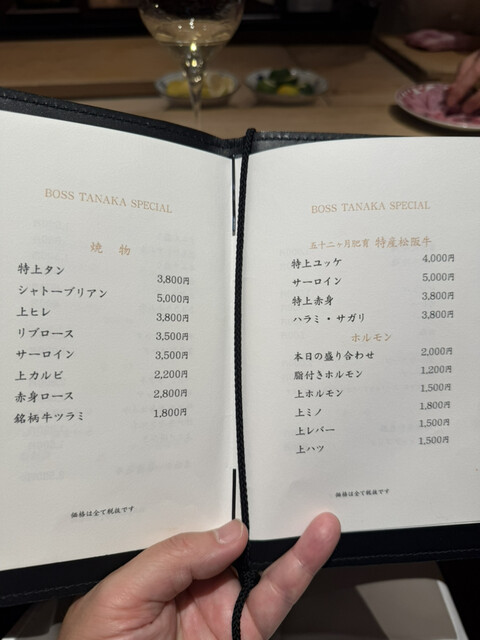 BOSS TANAKA SPECIAL
焼 物
特上タン 3,800円
シャトーブリアン 5,000円
上ヒレ 3,800円
リブロース 3,500円
サーロイン 3,500円
上カルビ 2,200円
赤身ロース 2,800円
銘柄牛ツラミ 1,800円
価格は全て税抜です
BOSS TANAKA SPECIAL
五十二ヶ月肥育 特産松阪牛
特上ユッケ 4,000円
サーロイン 5,000円
特上赤身 3,800円
ハラミ・サガリ 3,800円
ホルモン
本日の盛り合わせ 2,000円
脂付きホルモン 1,200円
上ホルモン 1,500円
上ミノ 1,800円
上レバー 1,500円
上ハツ 1,500円
価格は全て税抜です